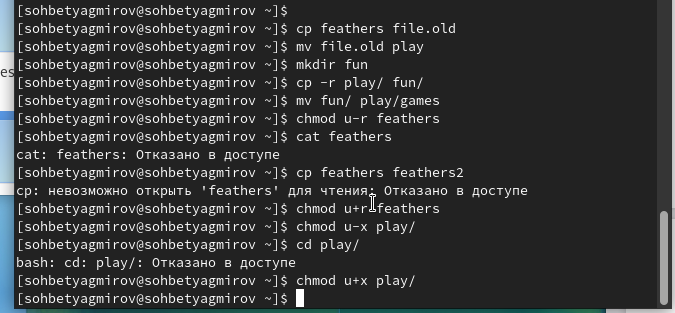 [sohbetyagmirov@sohbetyagmirov ~]$
[sohbetyagmirov@sohbetyagmirov ~]$ cp feathers file.old
[sohbetyagmirov@sohbetyagmirov ~]$ mv file.old play
[sohbetyagmirov@sohbetyagmirov ~]$ mkdir fun
[sohbetyagmirov@sohbetyagmirov ~]$ cp -r play/ fun/
[sohbetyagmirov@sohbetyagmirov ~]$ mv fun/ play/games
[sohbetyagmirov@sohbetyagmirov ~]$ chmod u-r feathers
[sohbetyagmirov@sohbetyagmirov ~]$ cat feathers
cat: feathers: Отказано в доступе
[sohbetyagmirov@sohbetyagmirov ~]$ cp feathers feathers2
cp: невозможно открыть 'feathers' для чтения: Отказано в доступе
[sohbetyagmirov@sohbetyagmirov ~]$ chmod u+r feathers
[sohbetyagmirov@sohbetyagmirov ~]$ chmod u-x play/
[sohbetyagmirov@sohbetyagmirov ~]$ cd play/
bash: cd: play/: Отказано в доступе
[sohbetyagmirov@sohbetyagmirov ~]$ chmod u+x play/
[sohbetyagmirov@sohbetyagmirov ~]$